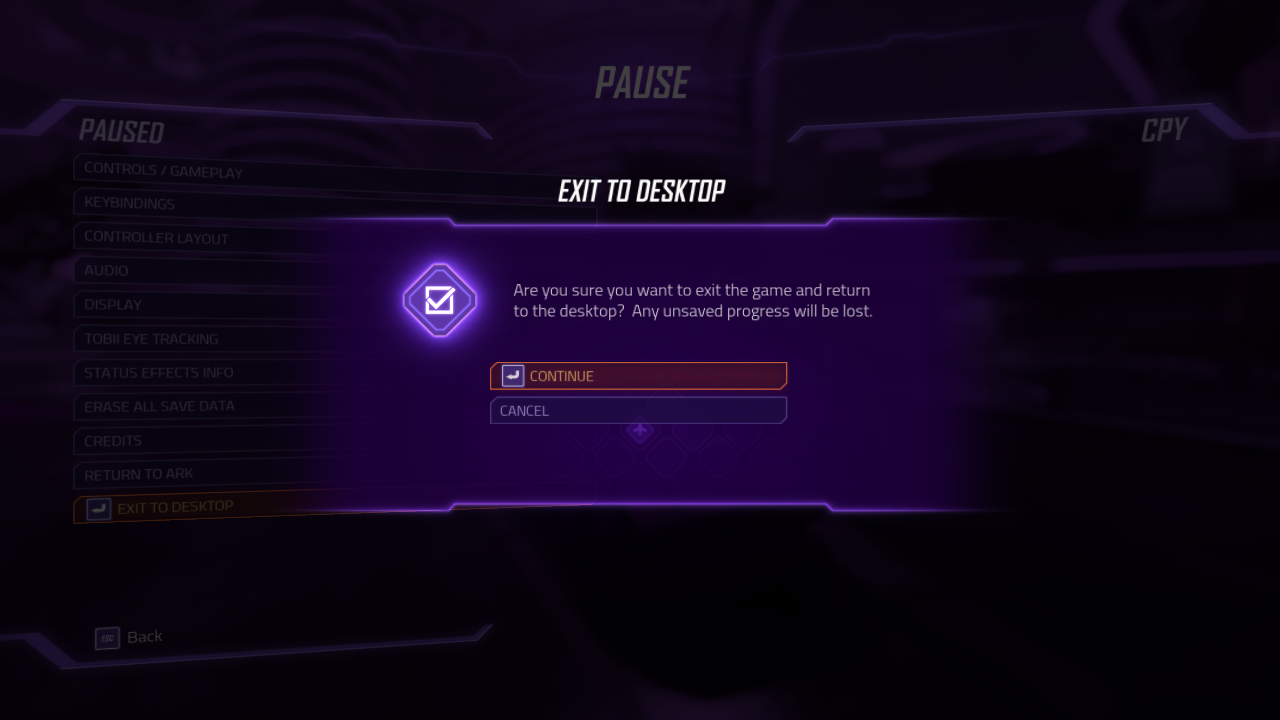 PAUSE
PAUSED
CPY
CONTROLS / GAMEPLAY
KEYBINDINGS
CONTROLLER LAYOUT
AUDIO
DISPLAY
TOBII EYE TRACKING
STATUS EFFECTS INFO
ERASE ALL SAVE DATA
CREDITS
RETURN TO ARK
EXIT TO DESKTOP
EXIT TO DESKTOP
Are you sure you want to exit the game and return
to the desktop?  Any unsaved progress will be lost.
CONTINUE
CANCEL
ESC Back